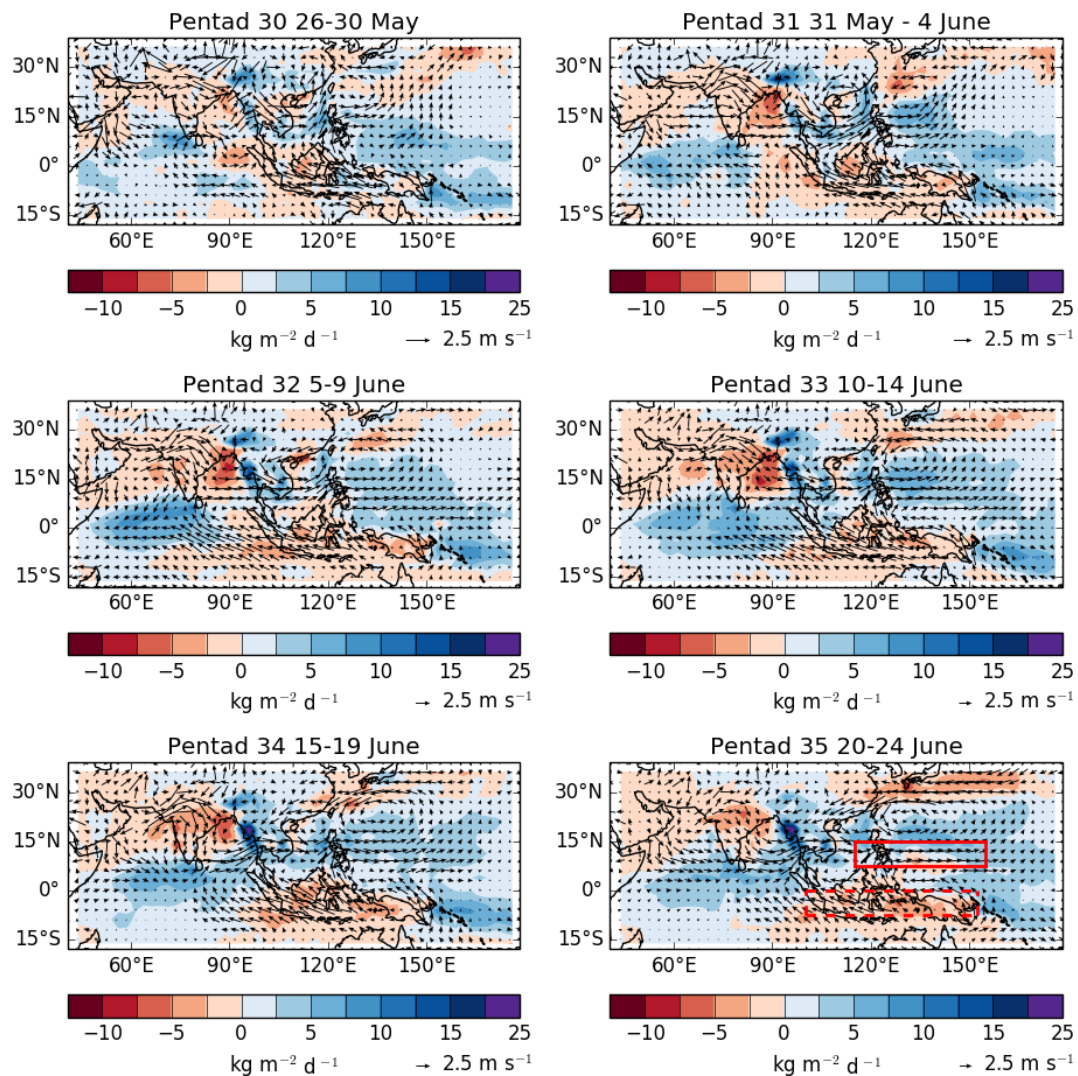 Pentad 30 26-30 May
Pentad 31 31 May - 4 June
30°N
15°N
0°
15°S
60°E 90°E 120°E 150°E
30°N
15°N
0°
15°S
60°E 90°E 120°E 150°E
−10 −5 0 5 10 15 25
kg m⁻² d⁻¹ 2.5 m s⁻¹
−10 −5 0 5 10 15 25
kg m⁻² d⁻¹ 2.5 m s⁻¹
Pentad 32 5-9 June
Pentad 33 10-14 June
30°N
15°N
0°
15°S
60°E 90°E 120°E 150°E
30°N
15°N
0°
15°S
60°E 90°E 120°E 150°E
−10 −5 0 5 10 15 25
kg m⁻² d⁻¹ 2.5 m s⁻¹
−10 −5 0 5 10 15 25
kg m⁻² d⁻¹ 2.5 m s⁻¹
Pentad 34 15-19 June
Pentad 35 20-24 June
30°N
15°N
0°
15°S
60°E 90°E 120°E 150°E
30°N
15°N
0°
15°S
60°E 90°E 120°E 150°E
−10 −5 0 5 10 15 25
kg m⁻² d⁻¹ 2.5 m s⁻¹
−10 −5 0 5 10 15 25
kg m⁻² d⁻¹ 2.5 m s⁻¹